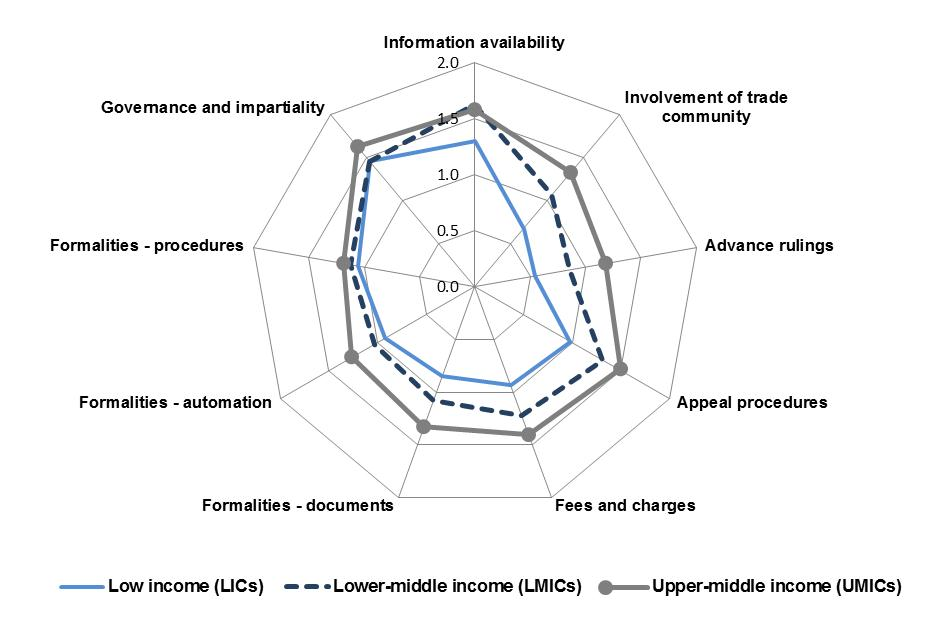 Information availability
2.0
Governance and impartiality
Involvement of trade
community
1.5
1.0
Formalities - procedures
0.5
Advance rulings
0.0
Formalities - automation
Appeal procedures
Formalities - documents
Fees and charges
Low income (LICs)
Lower-middle income (LMICs)
Upper-middle income (UMICs)